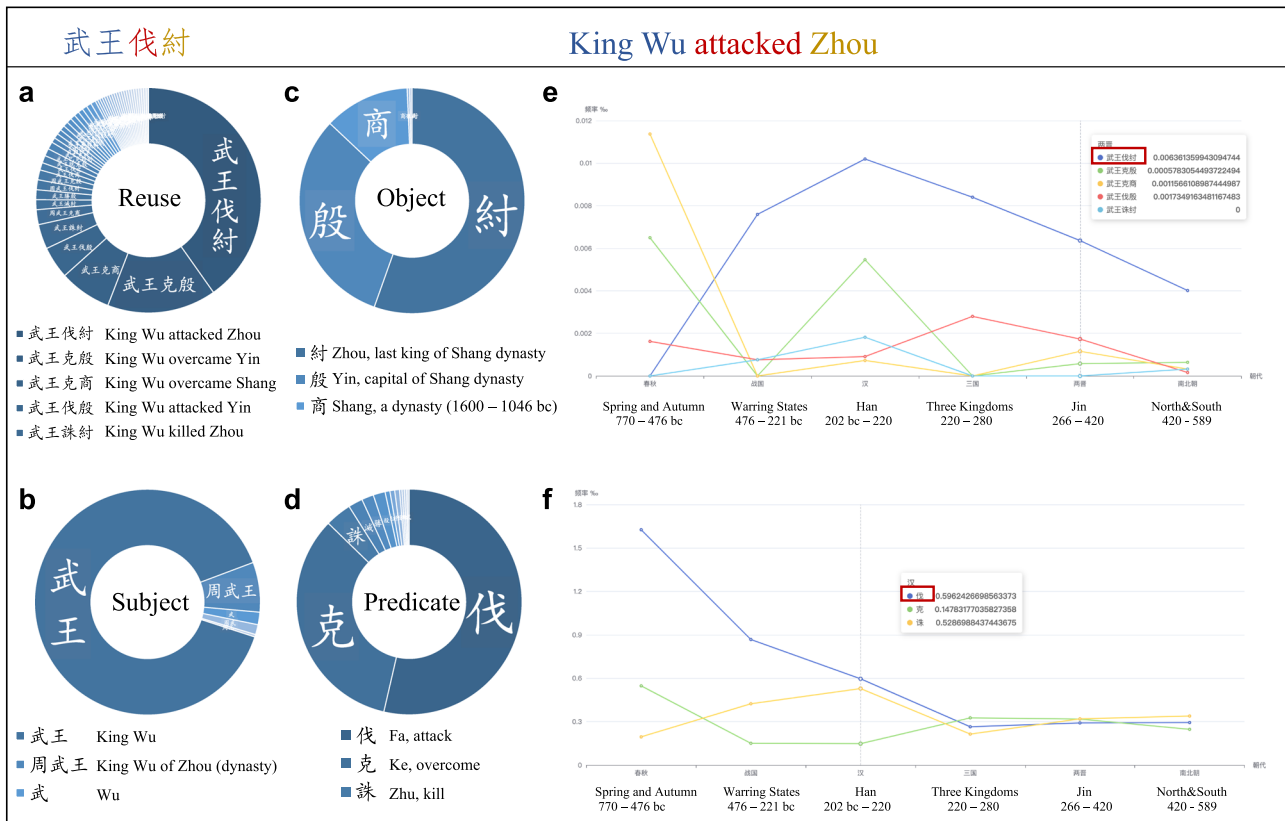 武王伐紂
King Wu attacked Zhou
a
武王伐紂
武王克殷
武王克商
武王伐殷
武王誅紂
周武王克殷
Reuse
武王伐紂 King Wu attacked Zhou
武王克殷 King Wu overcame Yin
武王克商 King Wu overcame Shang
武王伐殷 King Wu attacked Yin
武王誅紂 King Wu killed Zhou
c
商
殷
紂
Object
紂 Zhou, last king of Shang dynasty
殷 Yin, capital of Shang dynasty
商 Shang, a dynasty (1600 – 1046 bc)
e
频率 ‰
0.012
0.01
0.008
0.006
0.004
0.002
0
两晋
武王伐纣 0.006361359943094744
武王克殷 0.0005783054493722494
武王克商 0.0011566108987444987
武王伐殷 0.0017349163481167483
武王诛纣 0
春秋 战国 汉 三国 两晋 南北朝 朝代
Spring and Autumn Warring States Han Three Kingdoms Jin North&South
770 – 476 bc 476 – 221 bc 202 bc – 220 220 – 280 266 – 420 420 - 589
b
武王
周武王
武
Subject
武王 King Wu
周武王 King Wu of Zhou (dynasty)
武 Wu
d
誅
克
伐
Predicate
伐 Fa, attack
克 Ke, overcome
誅 Zhu, kill
f
频率 ‰
1.8
1.5
1.2
0.9
0.6
0.3
0
汉
伐 0.5962426698563373
克 0.14783177035827358
诛 0.5286988437443675
春秋 战国 汉 三国 两晋 南北朝 朝代
Spring and Autumn Warring States Han Three Kingdoms Jin North&South
770 – 476 bc 476 – 221 bc 202 bc – 220 220 – 280 266 – 420 420 - 589